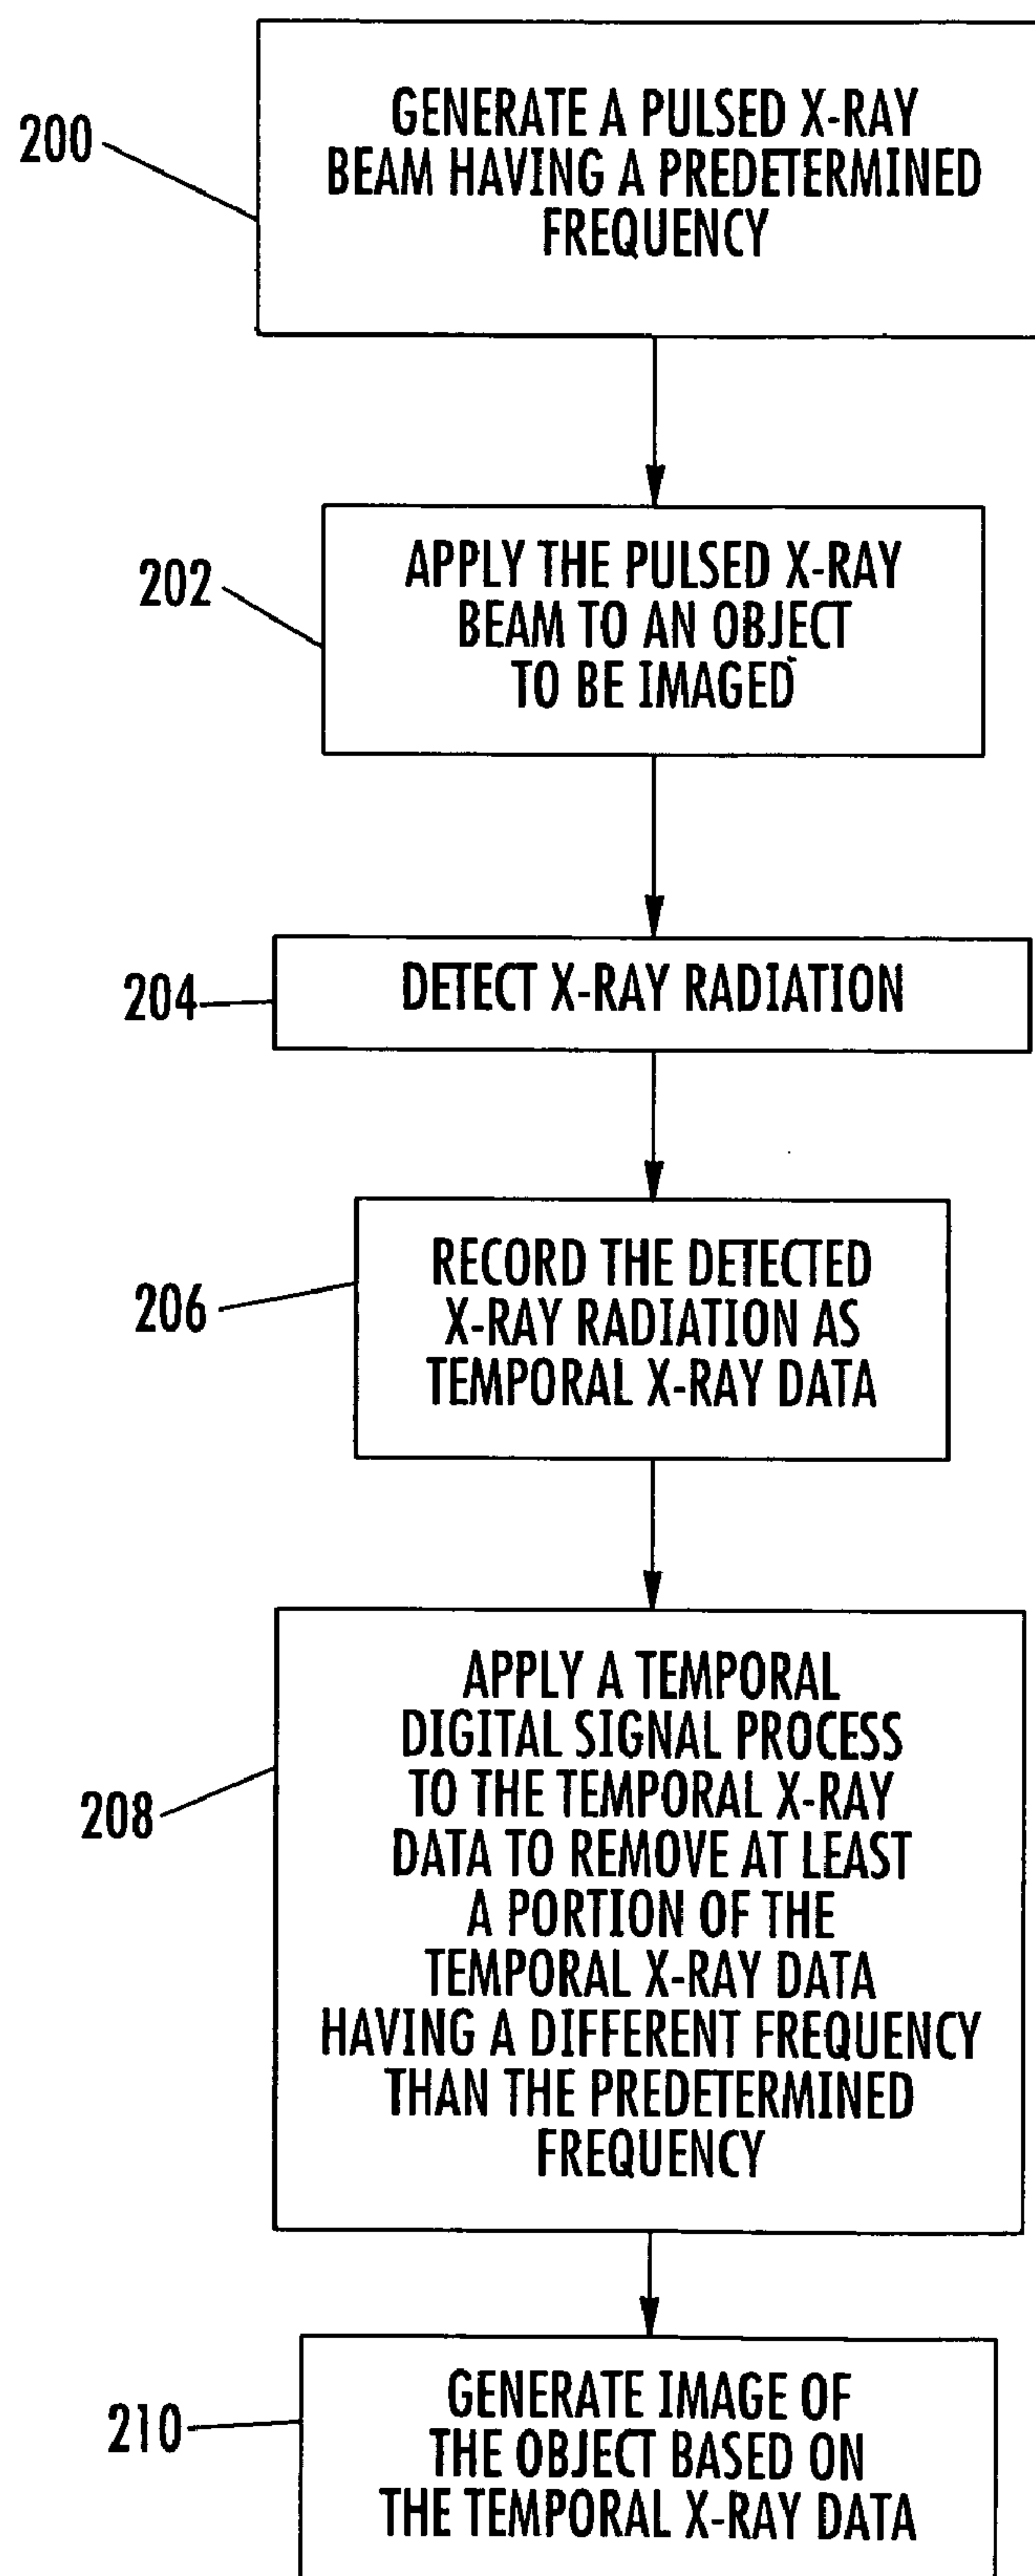 200
GENERATE A PULSED X-RAY
BEAM HAVING A PREDETERMINED
FREQUENCY
202
APPLY THE PULSED X-RAY
BEAM TO AN OBJECT
TO BE IMAGED
204
DETECT X-RAY RADIATION
206
RECORD THE DETECTED
X-RAY RADIATION AS
TEMPORAL X-RAY DATA
208
APPLY A TEMPORAL
DIGITAL SIGNAL PROCESS
TO THE TEMPORAL X-RAY
DATA TO REMOVE AT LEAST
A PORTION OF THE
TEMPORAL X-RAY DATA
HAVING A DIFFERENT FREQUENCY
THAN THE PREDETERMINED
FREQUENCY
210
GENERATE IMAGE OF
THE OBJECT BASED ON
THE TEMPORAL X-RAY DATA